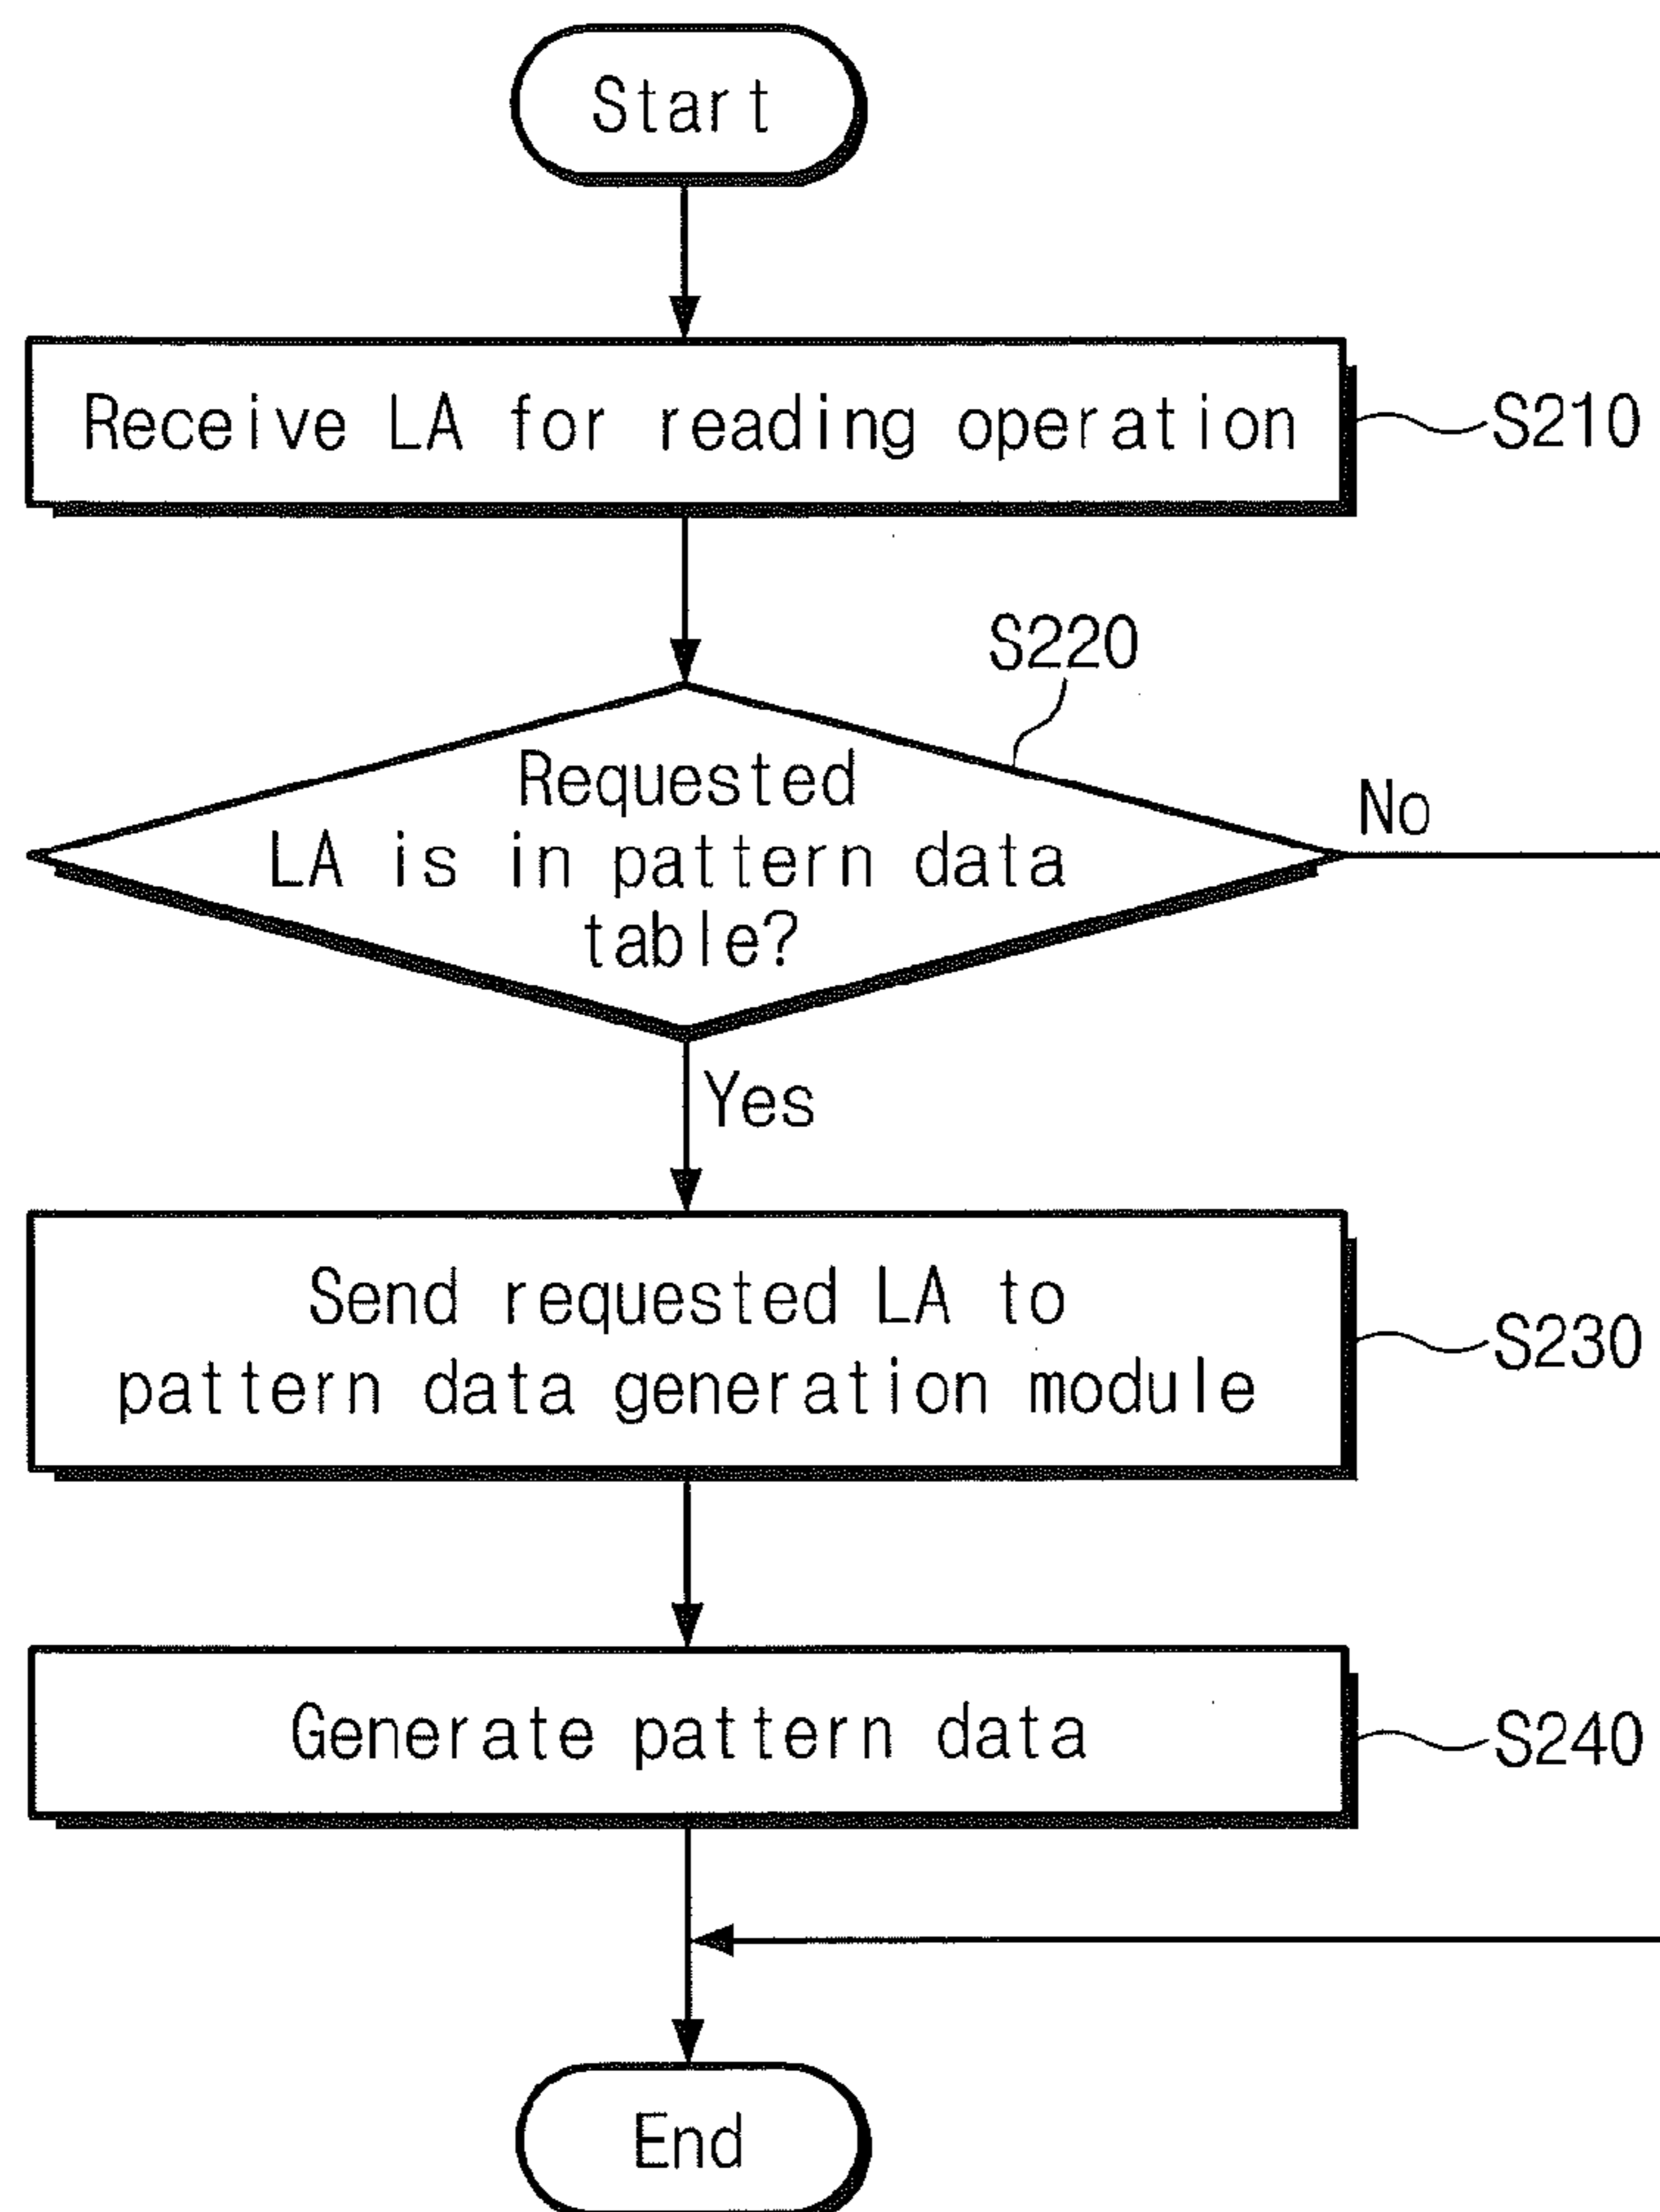 Start
Receive LA for reading operation
S210
S220
Requested
LA is in pattern data
table?
No
Yes
Send requested LA to
pattern data generation module
S230
Generate pattern data
S240
End